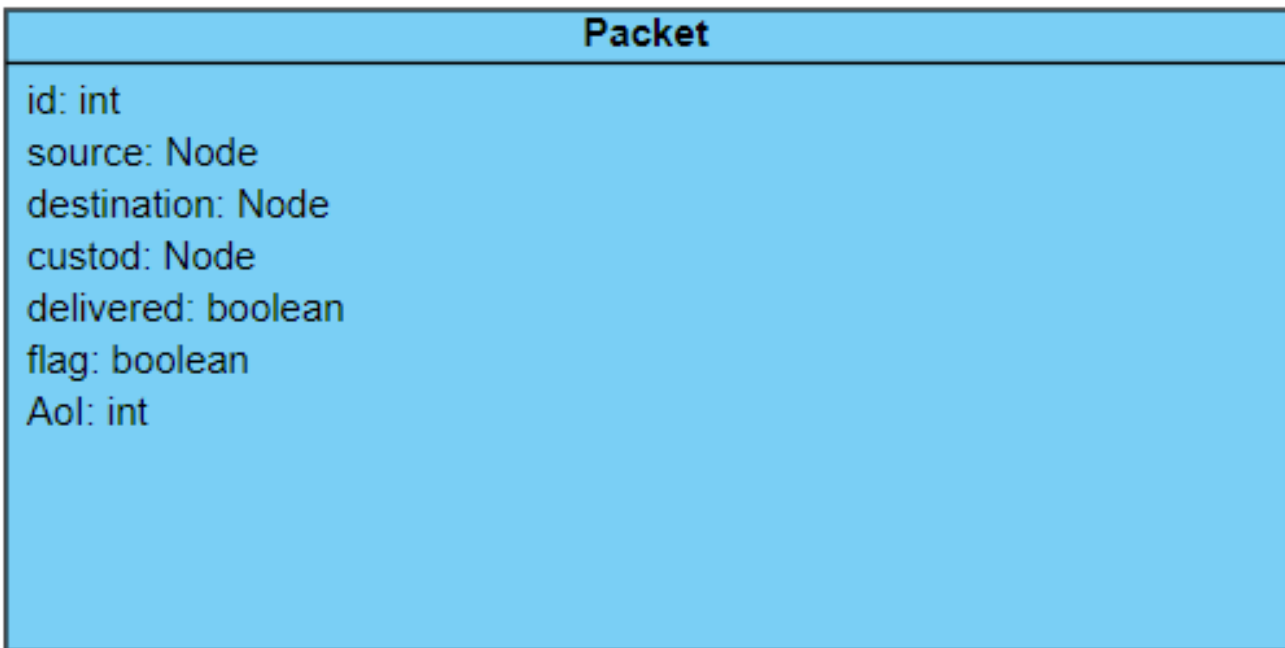 Packet
id: int
source: Node
destination: Node
custod: Node
delivered: boolean
flag: boolean
AoI: int